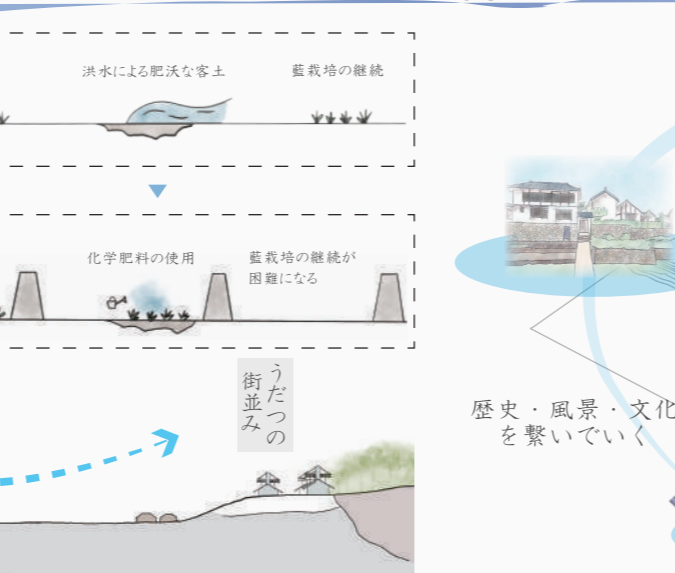 洪水による肥沃な客土
藍栽培の継続
化学肥料の使用
藍栽培の継続が
困難になる
うだつの
街並み
歴史・風景・文化
を繋いでいく